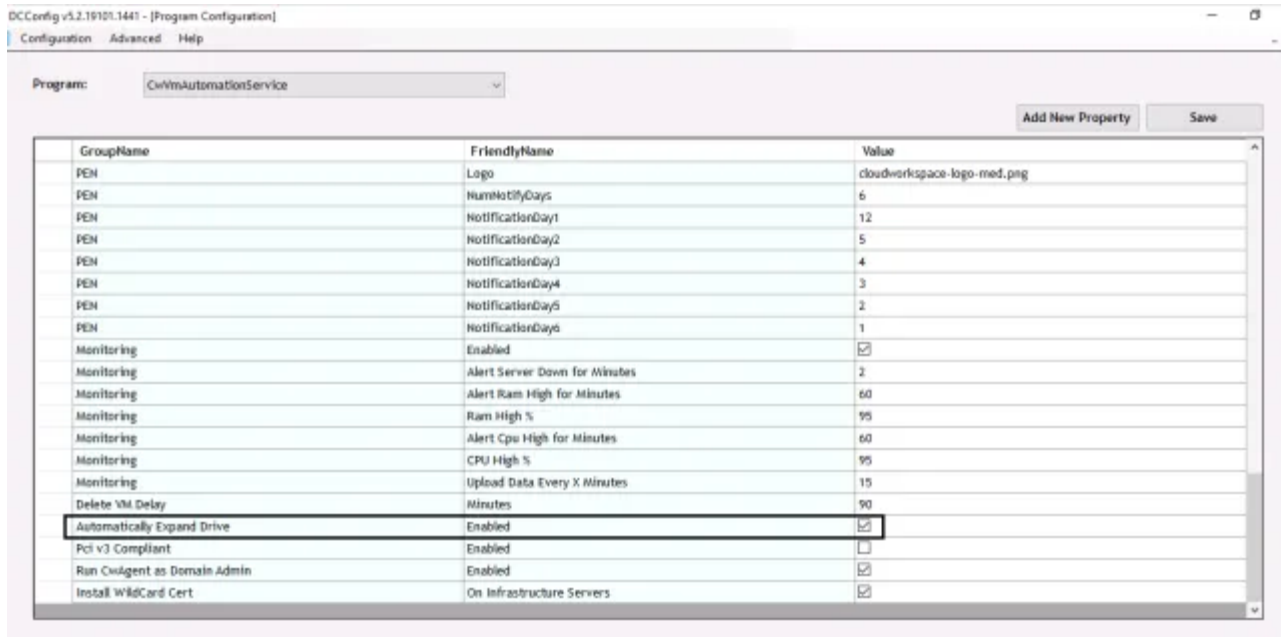 DCConfig v5.2.19101.1441 - [Program Configuration]
Configuration Advanced Help
Program: CwVmAutomationService
Add New Property Save
GroupName FriendlyName Value
PEN Logo cloudworkspace-logo-med.png
PEN NumNotifyDays 6
PEN NotificationDay1 12
PEN NotificationDay2 5
PEN NotificationDay3 4
PEN NotificationDay4 3
PEN NotificationDay5 2
PEN NotificationDay6 1
Monitoring Enabled
Monitoring Alert Server Down for Minutes 2
Monitoring Alert Ram High for Minutes 60
Monitoring Ram High % 95
Monitoring Alert Cpu High for Minutes 60
Monitoring CPU High % 95
Monitoring Upload Data Every X Minutes 15
Delete VM Delay Minutes 90
Automatically Expand Drive Enabled
Pci v3 Compliant Enabled
Run CwAgent as Domain Admin Enabled
Install WildCard Cert On Infrastructure Servers